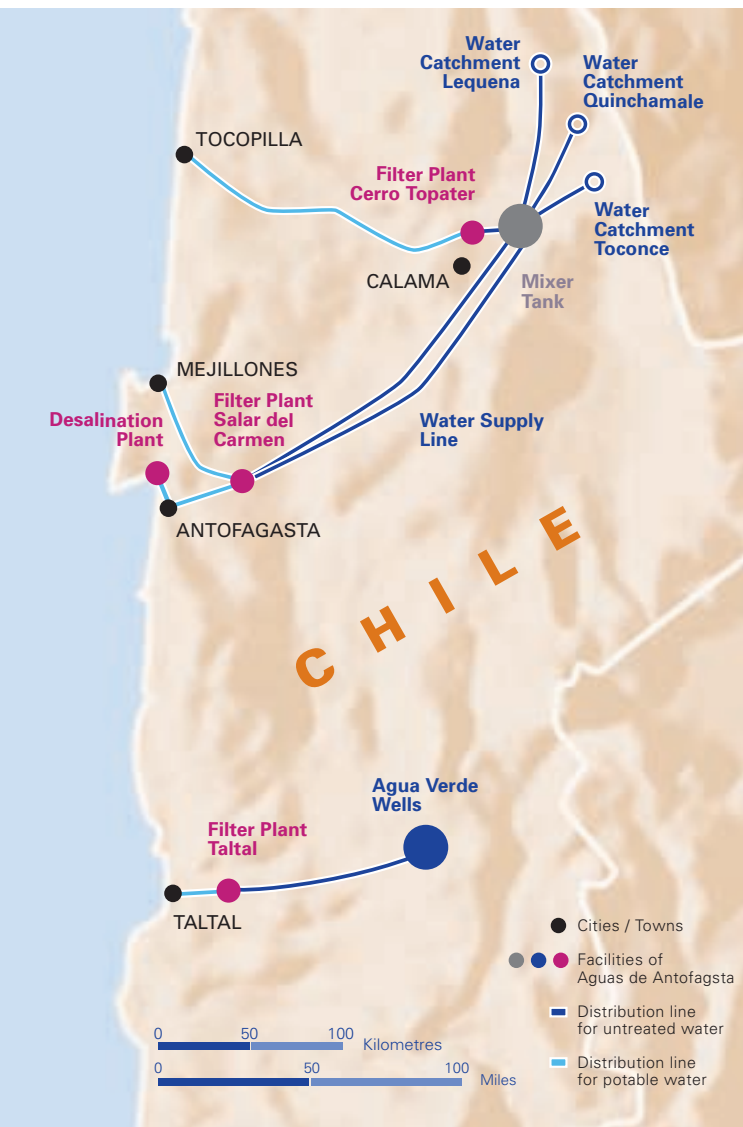 Water
Catchment
Lequena
Water
Catchment
Quinchamale
TOCOPILLA
Filter Plant
Cerro Topater
Water
Catchment
Toconce
CALAMA
Mixer
Tank
MEJILLONES
Desalination
Plant
Filter Plant
Salar del
Carmen
Water Supply
Line
ANTOFAGASTA
CHILE
Agua Verde
Wells
Filter Plant
Taltal
TALTAL
Cities / Towns
Facilities of
Aguas de Antofagsta
Distribution line
for untreated water
Distribution line
for potable water
0 50 100 Kilometres
0 50 100 Miles